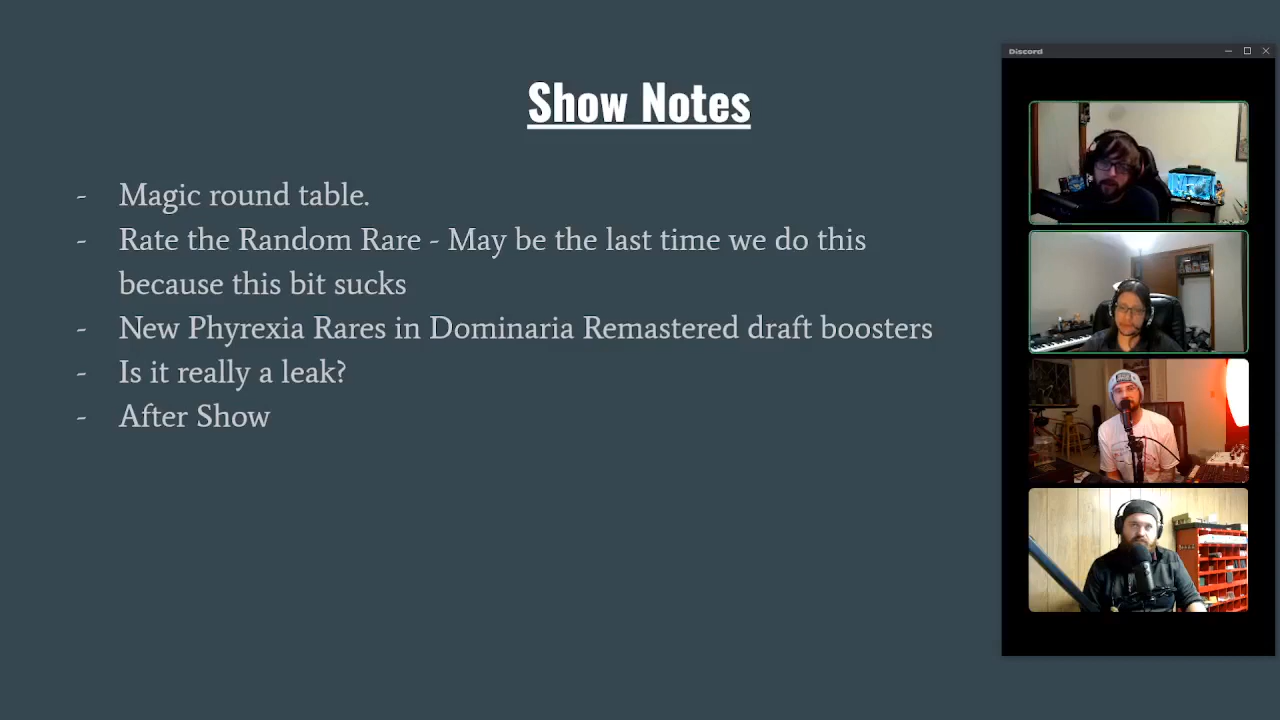 Show Notes
Discord
- Magic round table.
- Rate the Random Rare - May be the last time we do this
because this bit sucks
- New Phyrexia Rares in Dominaria Remastered draft boosters
- Is it really a leak?
- After Show